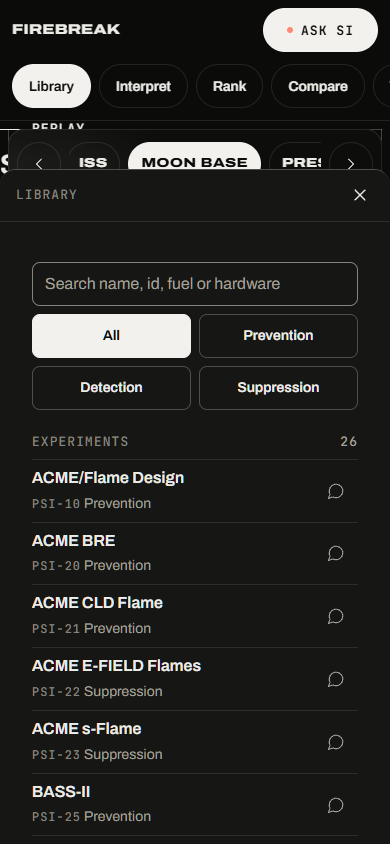 FIREBREAK
ASK SI
Library
Interpret
Rank
Compare
REPLAY
ISS
MOON BASE
LIBRARY
Search name, id, fuel or hardware
All
Prevention
Detection
Suppression
EXPERIMENTS
26
ACME/Flame Design
PSI-10 Prevention
ACME BRE
PSI-20 Prevention
ACME CLD Flame
PSI-21 Prevention
ACME E-FIELD Flames
PSI-22 Suppression
ACME s-Flame
PSI-23 Suppression
BASS-II
PSI-25 Prevention